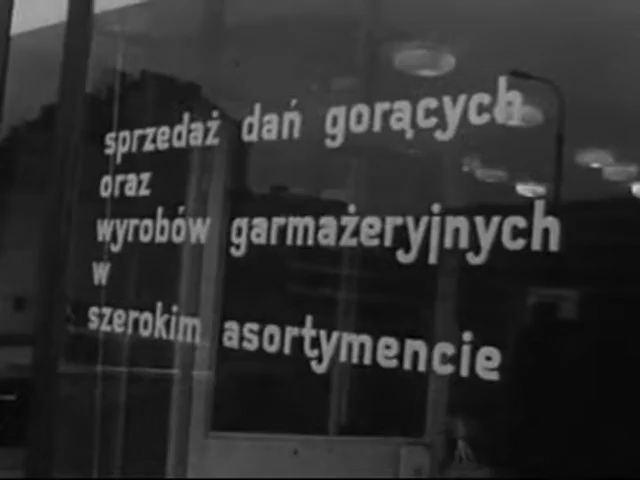 sprzedaż dań gorących
oraz
wyrobów garmażeryjnych
w
szerokim asortymencie